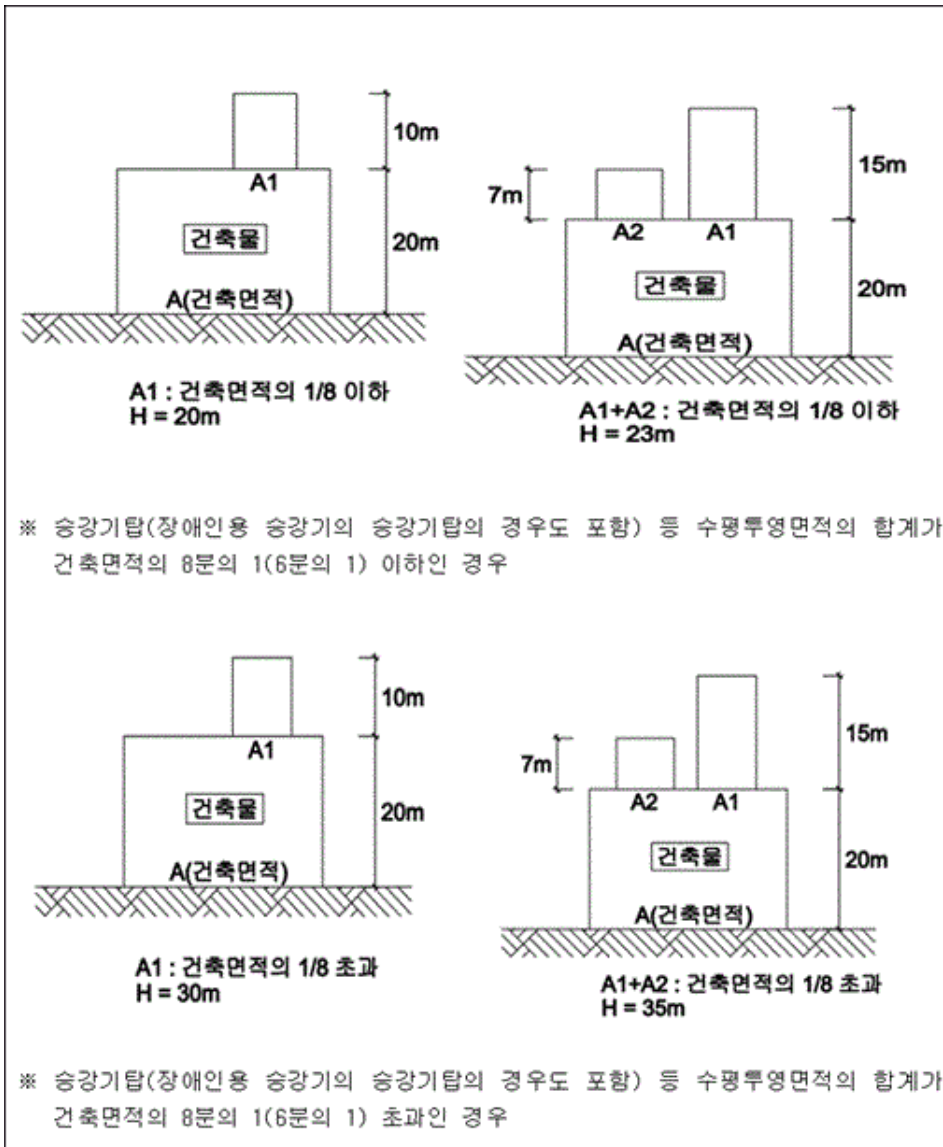 10m
A1
건축물
20m
A(건축면적)
A1 : 건축면적의 1/8 이하
H = 20m
15m
7m
A2
A1
건축물
20m
A(건축면적)
A1+A2 : 건축면적의 1/8 이하
H = 23m
※ 승강기탑(장애인용 승강기의 승강기탑의 경우도 포함) 등 수평투영면적의 합계가
건축면적의 8분의 1(6분의 1) 이하인 경우
10m
A1
건축물
20m
A(건축면적)
A1 : 건축면적의 1/8 초과
H = 30m
15m
7m
A2
A1
건축물
20m
A(건축면적)
A1+A2 : 건축면적의 1/8 초과
H = 35m
※ 승강기탑(장애인용 승강기의 승강기탑의 경우도 포함) 등 수평투영면적의 합계가
건축면적의 8분의 1(6분의 1) 초과인 경우